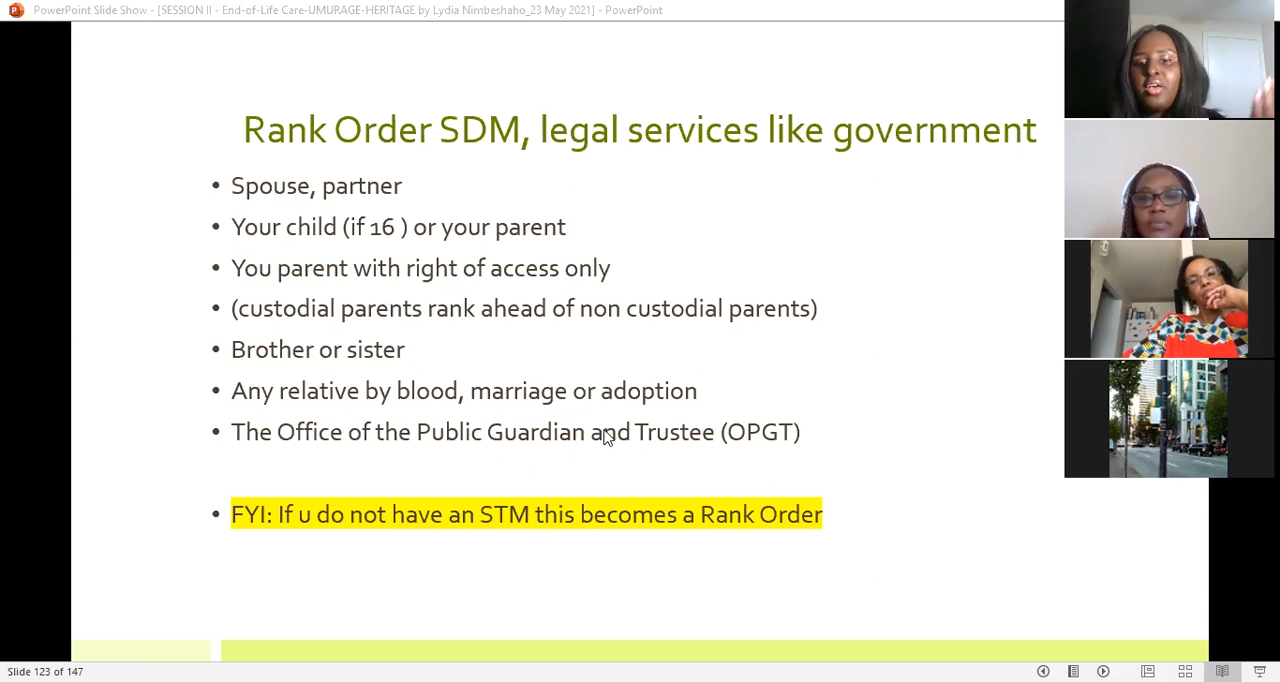 PowerPoint Slide Show - [SESSION II - End-of-Life Care-UMURAGE-HERITAGE by Lydia Nimbeshaho_23 May 2021] - PowerPoint
Rank Order SDM, legal services like government
• Spouse, partner
• Your child (if 16 ) or your parent
• You parent with right of access only
• (custodial parents rank ahead of non custodial parents)
• Brother or sister
• Any relative by blood, marriage or adoption
• The Office of the Public Guardian and Trustee (OPGT)
• FYI: If u do not have an STM this becomes a Rank Order
Slide 123 of 147